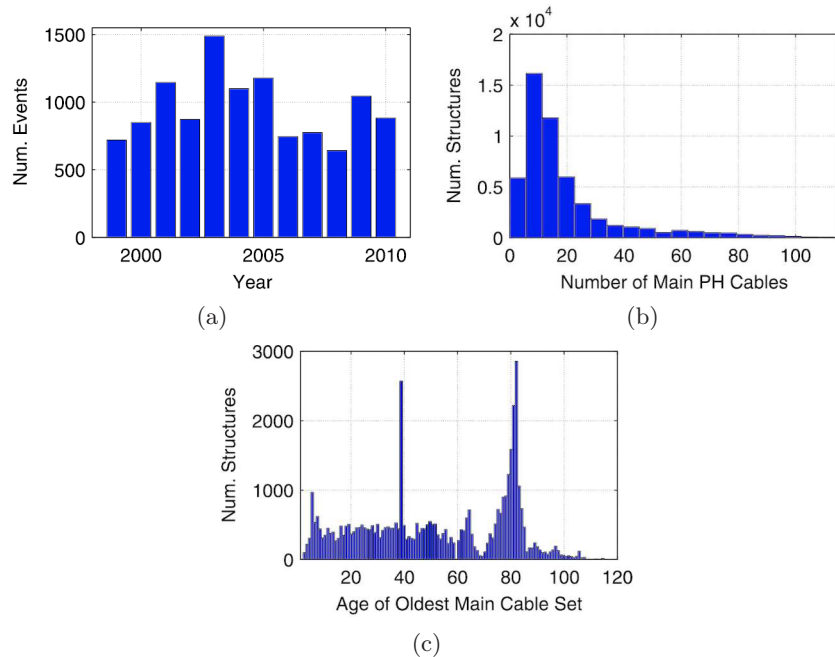 1500
1000
500
0
Num. Events
2000 2005 2010
Year
(a)
2 x 10⁴
2
1.5
1
0.5
0
Num. Structures
0 20 40 60 80 100
Number of Main PH Cables
(b)
3000
2000
1000
0
Num. Structures
20 40 60 80 100 120
Age of Oldest Main Cable Set
(c)